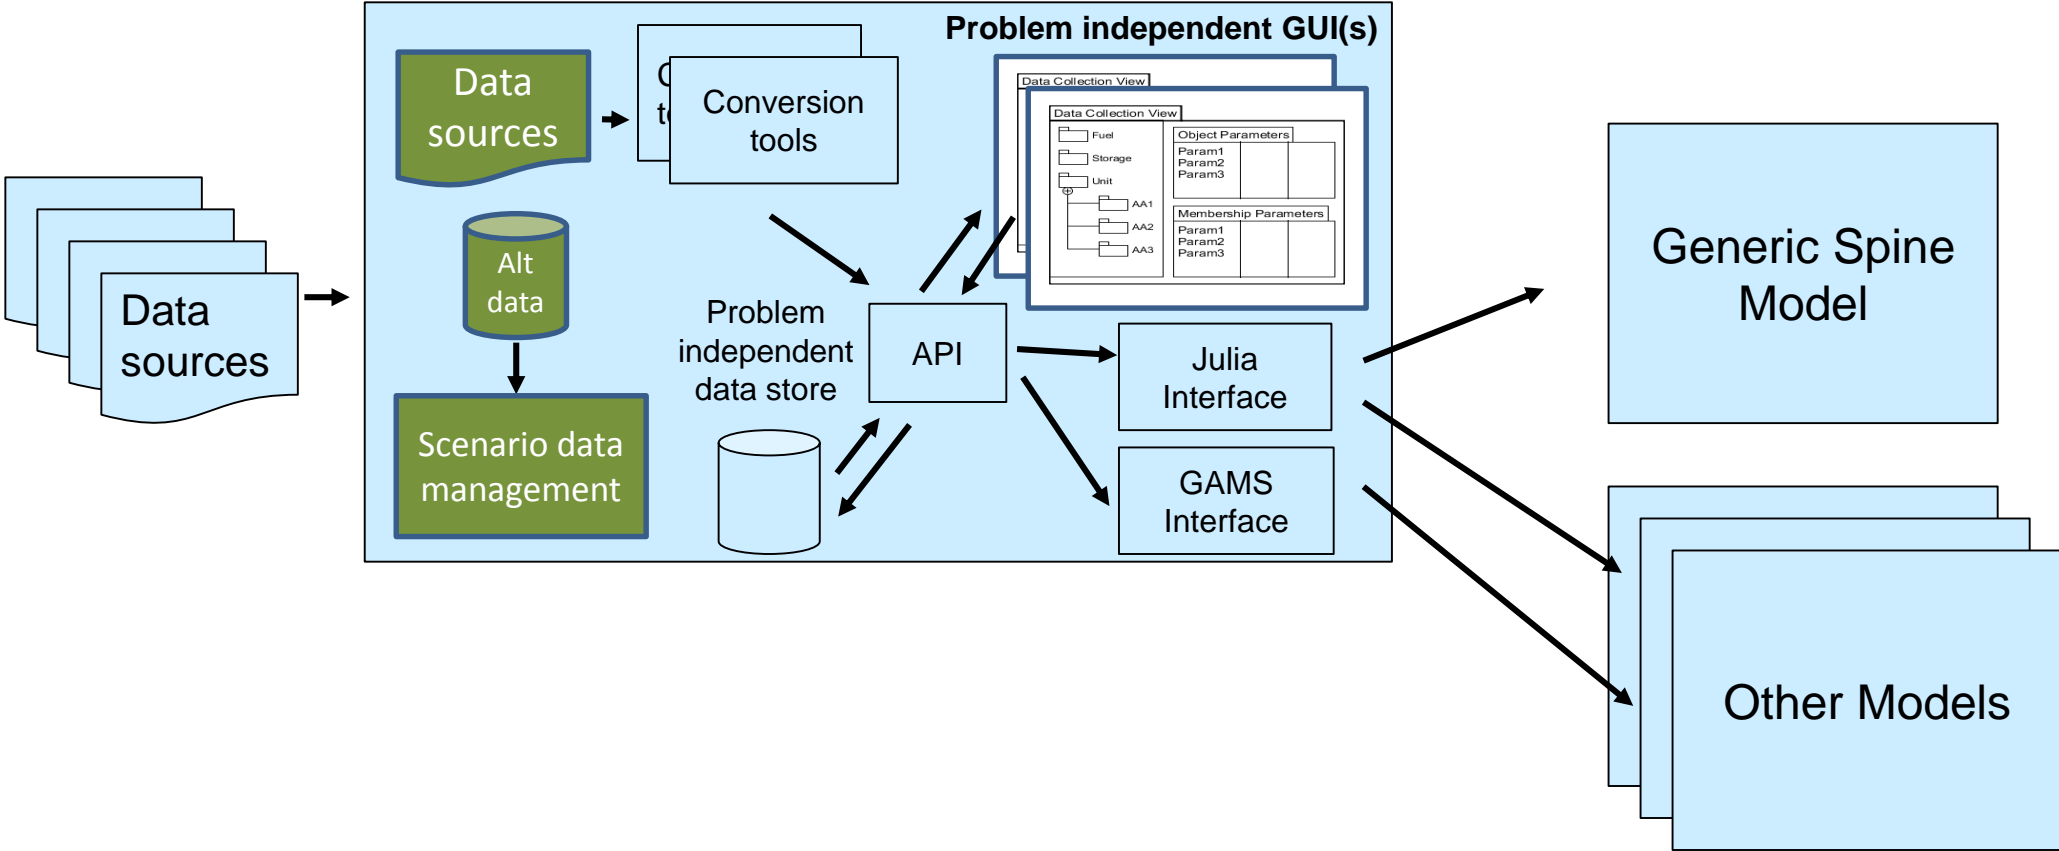 Problem independent GUI(s)
Data
sources
Conversion
tools
Data Collection View
Data Collection View
Fuel
Storage
Unit
AA1
AA2
AA3
Object Parameters
Param1
Param2
Param3
Membership Parameters
Param1
Param2
Param3
Data
sources
Alt
data
Scenario data
management
Problem
independent
data store
API
Julia
Interface
GAMS
Interface
Generic Spine
Model
Other Models